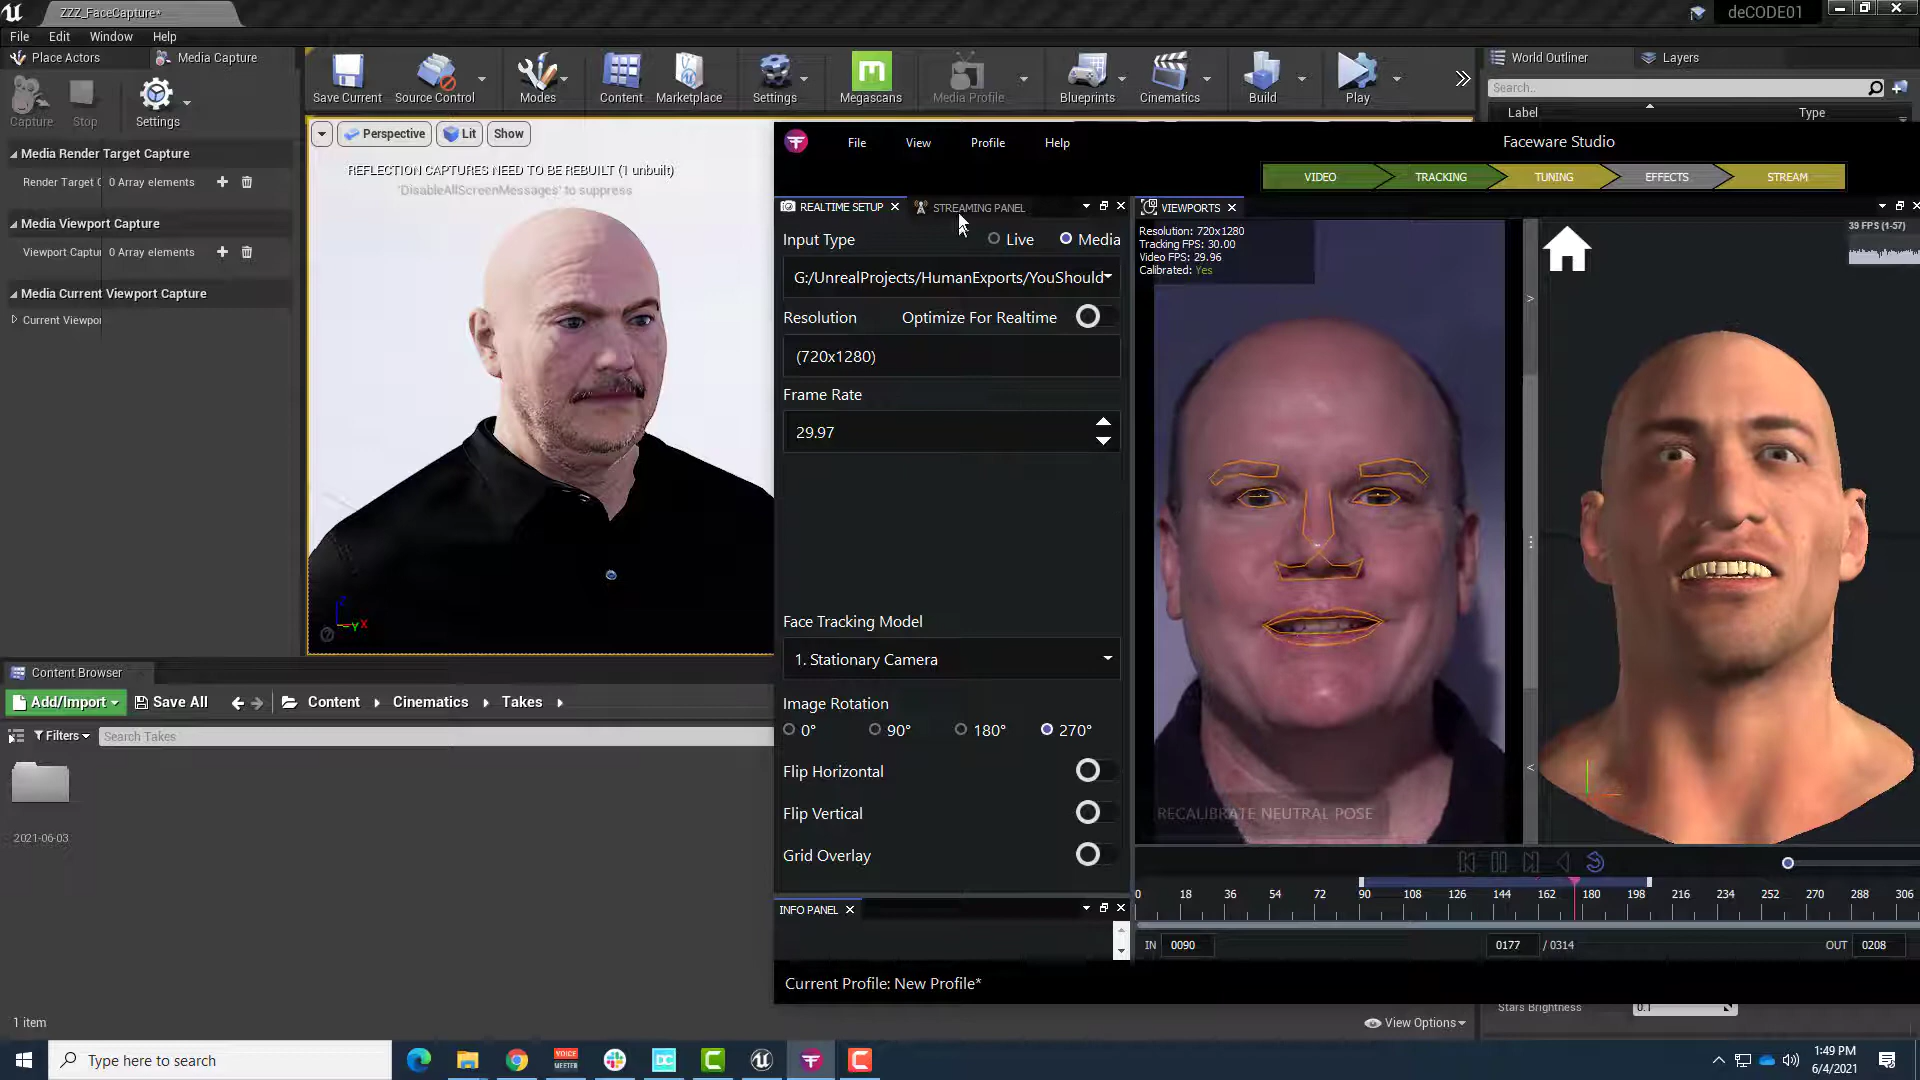 ZZZ_FaceCapture*
deCODE01
File Edit Window Help
Place Actors Media Capture
Capture Stop Settings
Save Current Source Control Modes Content Marketplace Settings Megascans Media Profile Blueprints Cinematics Build Play
World Outliner Layers
Search..
Label Type
Media Render Target Capture
Render Target C 0 Array elements
Media Viewport Capture
Viewport Captu 0 Array elements
Media Current Viewport Capture
Current Viewpor
Perspective Lit Show
REFLECTION CAPTURES NEED TO BE REBUILT (1 unbuilt)
'DisableAllScreenMessages' to suppress
Z Y X
File View Profile Help
Faceware Studio
VIDEO TRACKING TUNING EFFECTS STREAM
REALTIME SETUP STREAMING PANEL
Input Type Live Media
G:/UnrealProjects/HumanExports/YouShould
Resolution Optimize For Realtime
(720x1280)
Frame Rate
29.97
Face Tracking Model
1. Stationary Camera
Image Rotation
0° 90° 180° 270°
Flip Horizontal
Flip Vertical
Grid Overlay
INFO PANEL
Current Profile: New Profile*
VIEWPORTS
Resolution: 720x1280
Tracking FPS: 30.00
Video FPS: 29.96
Calibrated: Yes
39 FPS (1-57)
RECALIBRATE NEUTRAL POSE
0 18 36 54 72 90 108 126 144 162 180 198 216 234 252 270 288 306
IN 0090 0177 / 0314 OUT 0208
Content Browser
Add/Import Save All Content Cinematics Takes
Filters Search Takes
2021-06-03
1 item
View Options
Stars Brightness 0.1
Type here to search
VOICE
MEETER
DC
1:49 PM
6/4/2021